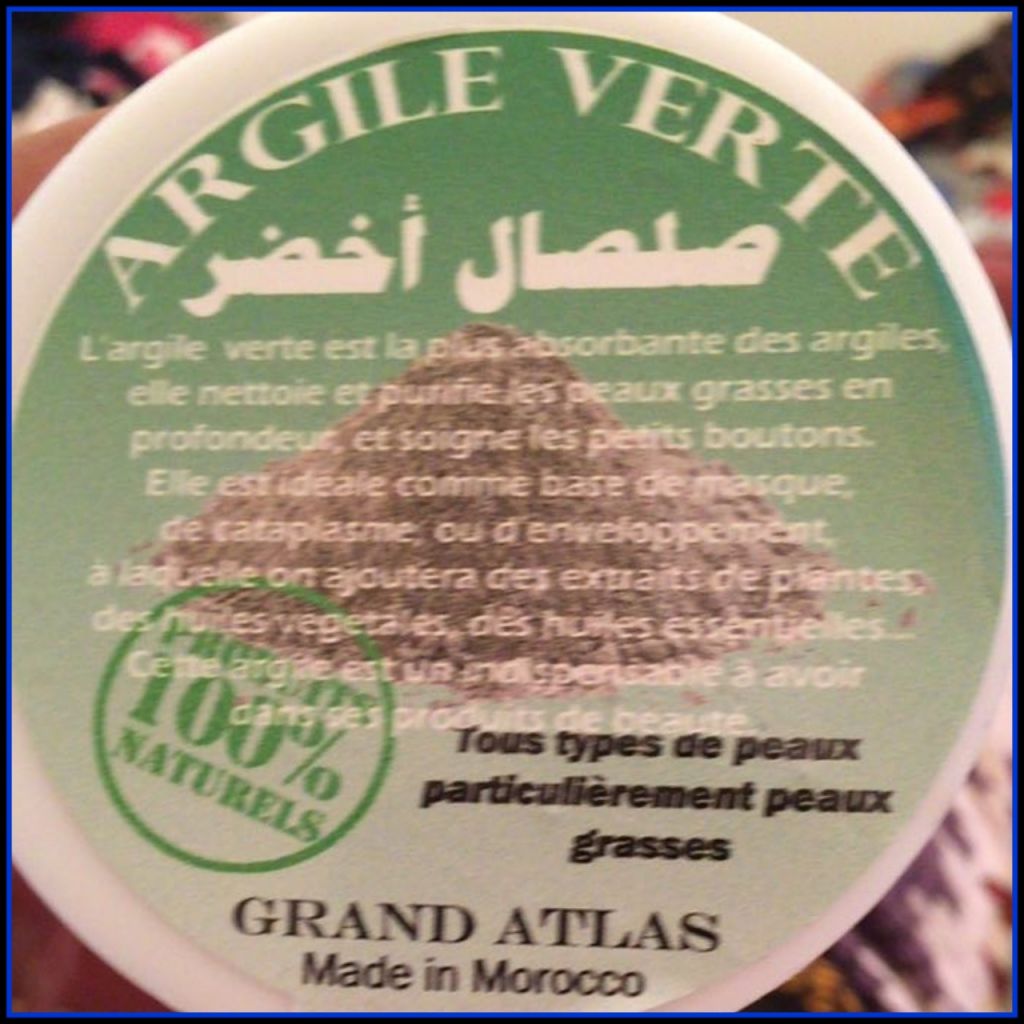 ARGILE VERTE
صلصال أخضر
L'argile verte est la plus absorbante des argiles,
elle nettoie et purifie les peaux grasses en
profondeur, et soigne les petits boutons.
Elle est ideale comme base de masque,
de cataplasme ou d'enveloppement,
à laquelle on ajoutera des extraits de plantes,
des huiles vegetales, des huiles essentielles...
Cette argile est un indispensable à avoir
dans ses produits de beauté
PRODUITS
100%
NATURELS
Tous types de peaux
particulièrement peaux
grasses
GRAND ATLAS
Made in Morocco